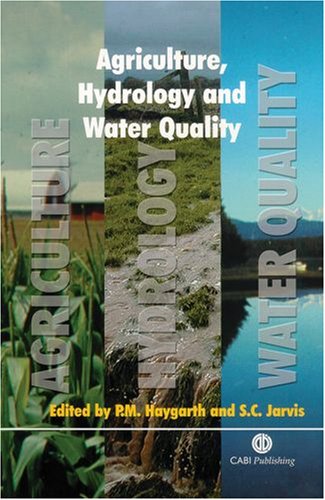 Agriculture,
Hydrology and
Water Quality
AGRICULTURE
HYDROLOGY
WATER QUALITY
Edited by P.M. Haygarth and S.C. Jarvis
CABI Publishing